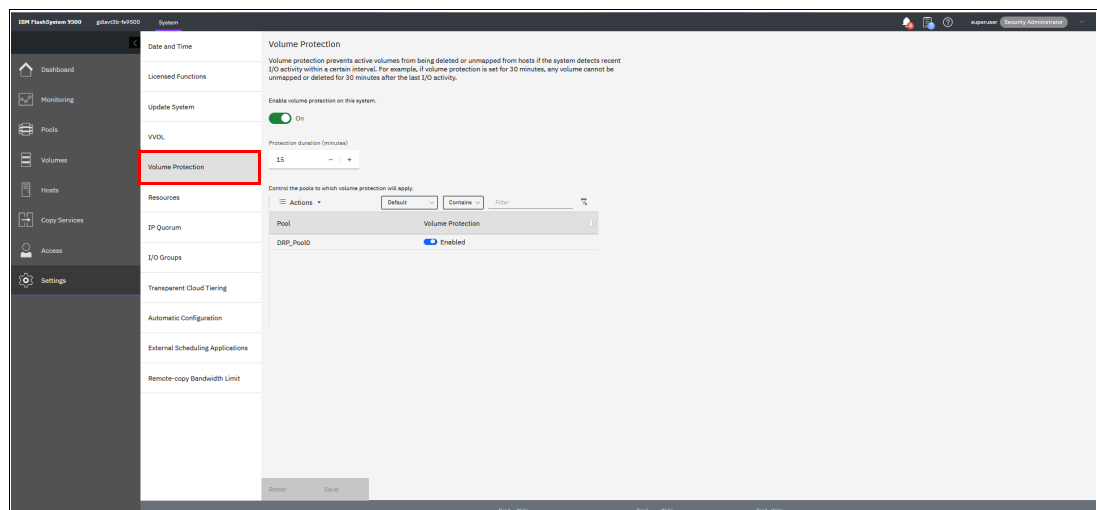 IBM FlashSystem 9500 gdlavt3b-fs9500 System superuser Security Administrator
Dashboard
Monitoring
Pools
Volumes
Hosts
Copy Services
Access
Settings
Date and Time
Licensed Functions
Update System
VVOL
Volume Protection
Resources
IP Quorum
I/O Groups
Transparent Cloud Tiering
Automatic Configuration
External Scheduling Applications
Remote-copy Bandwidth Limit
Volume Protection
Volume protection prevents active volumes from being deleted or unmapped from hosts if the system detects recent
I/O activity within a certain interval. For example, if volume protection is set for 30 minutes, any volume cannot be
unmapped or deleted for 30 minutes after the last I/O activity.
Enable volume protection on this system.
On
Protection duration (minutes)
15 - +
Control the pools to which volume protection will apply.
Actions Default Contains Filter
Pool Volume Protection
DRP_Pool0 Enabled
Reset Save